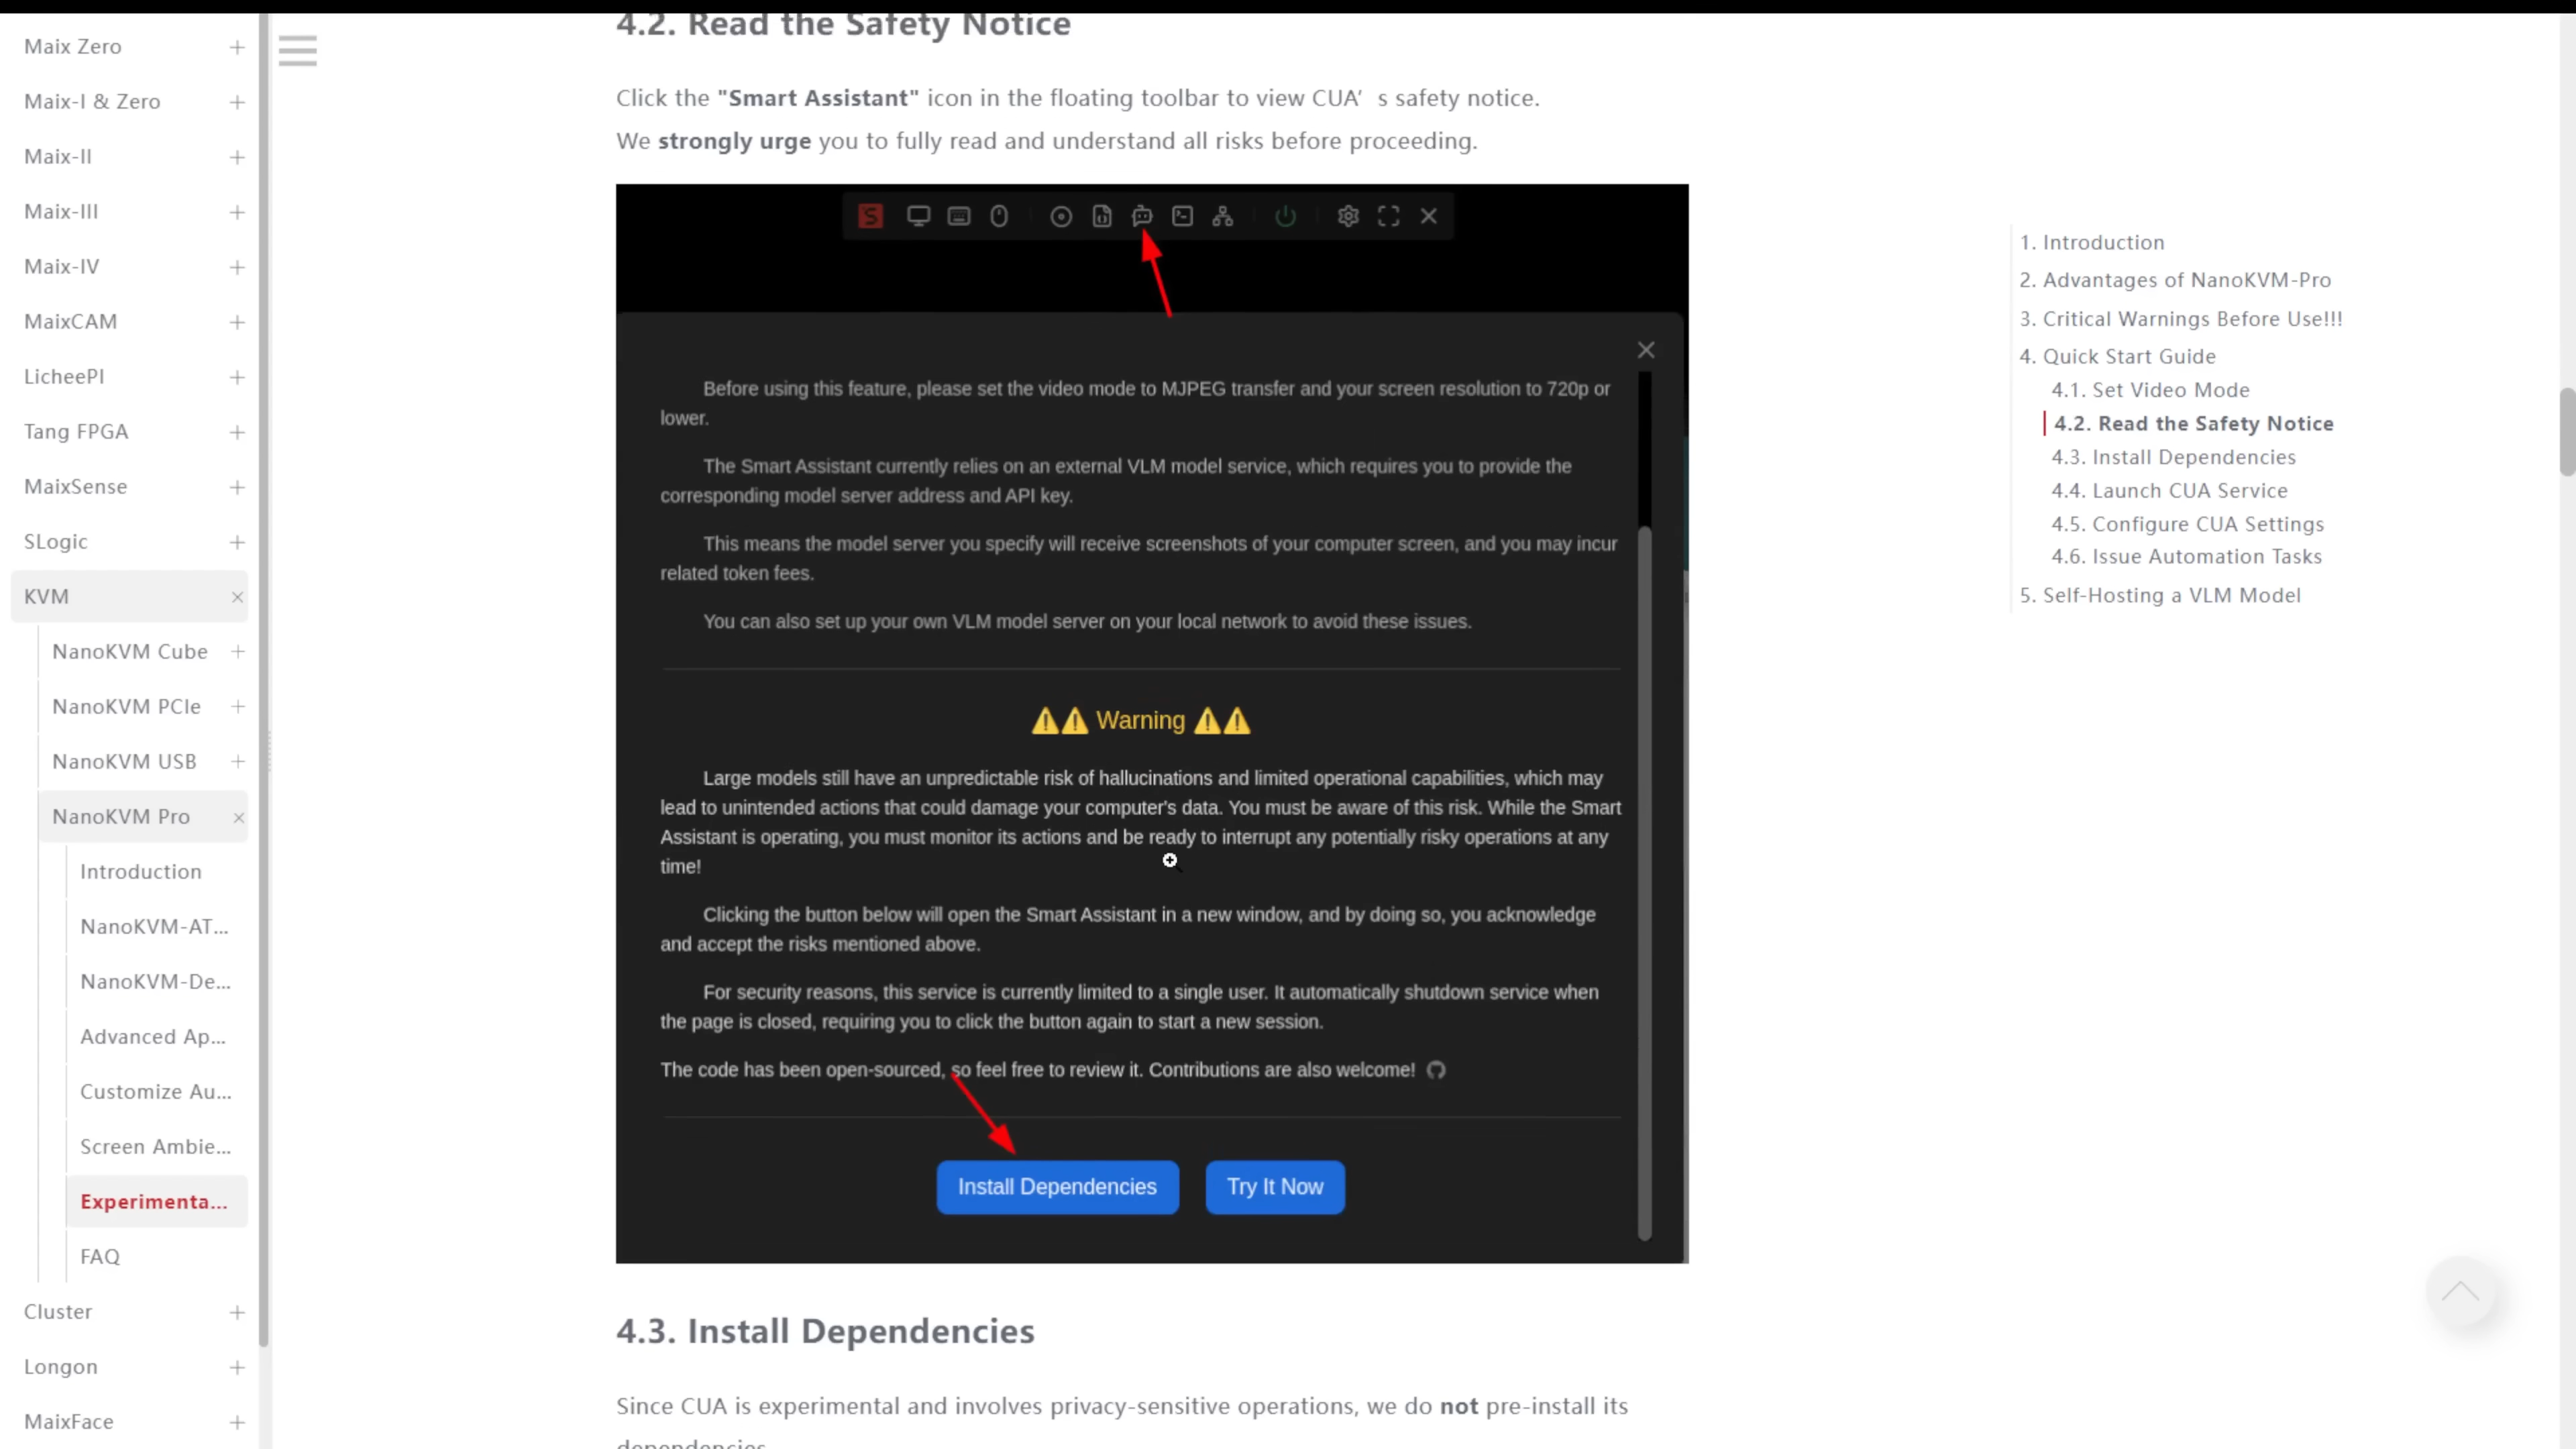 Maix Zero
Maix-I & Zero
Maix-II
Maix-III
Maix-IV
MaixCAM
LicheePI
Tang FPGA
MaixSense
SLogic
KVM
NanoKVM Cube
NanoKVM PCIe
NanoKVM USB
NanoKVM Pro
Introduction
NanoKVM-AT...
NanoKVM-De...
Advanced Ap...
Customize Au...
Screen Ambie...
Experimenta...
FAQ
Cluster
Longon
MaixFace
4.2. Read the Safety Notice
Click the "Smart Assistant" icon in the floating toolbar to view CUA’ s safety notice.
We strongly urge you to fully read and understand all risks before proceeding.
S
Before using this feature, please set the video mode to MJPEG transfer and your screen resolution to 720p or
lower.
The Smart Assistant currently relies on an external VLM model service, which requires you to provide the
corresponding model server address and API key.
This means the model server you specify will receive screenshots of your computer screen, and you may incur
related token fees.
You can also set up your own VLM model server on your local network to avoid these issues.
⚠️⚠️ Warning ⚠️⚠️
Large models still have an unpredictable risk of hallucinations and limited operational capabilities, which may
lead to unintended actions that could damage your computer's data. You must be aware of this risk. While the Smart
Assistant is operating, you must monitor its actions and be ready to interrupt any potentially risky operations at any
time!
Clicking the button below will open the Smart Assistant in a new window, and by doing so, you acknowledge
and accept the risks mentioned above.
For security reasons, this service is currently limited to a single user. It automatically shutdown service when
the page is closed, requiring you to click the button again to start a new session.
The code has been open-sourced, so feel free to review it. Contributions are also welcome!
Install Dependencies
Try It Now
4.3. Install Dependencies
Since CUA is experimental and involves privacy-sensitive operations, we do not pre-install its
dependencies
1. Introduction
2. Advantages of NanoKVM-Pro
3. Critical Warnings Before Use!!!
4. Quick Start Guide
4.1. Set Video Mode
4.2. Read the Safety Notice
4.3. Install Dependencies
4.4. Launch CUA Service
4.5. Configure CUA Settings
4.6. Issue Automation Tasks
5. Self-Hosting a VLM Model